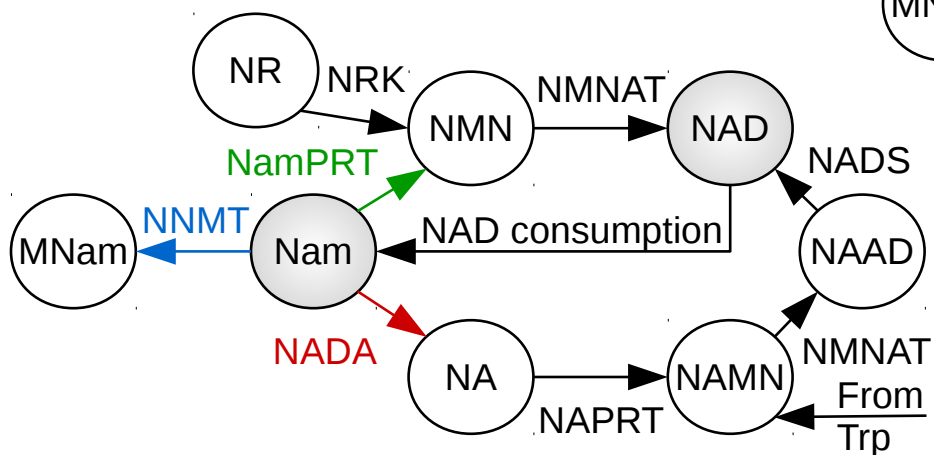 MN
NR
NRK
NMNAT
NMN
NAD
NamPRT
NADS
NNMT
MNam
Nam
NAD consumption
NAAD
NADA
NA
NAMN
NMNAT
NAPRT
From
Trp